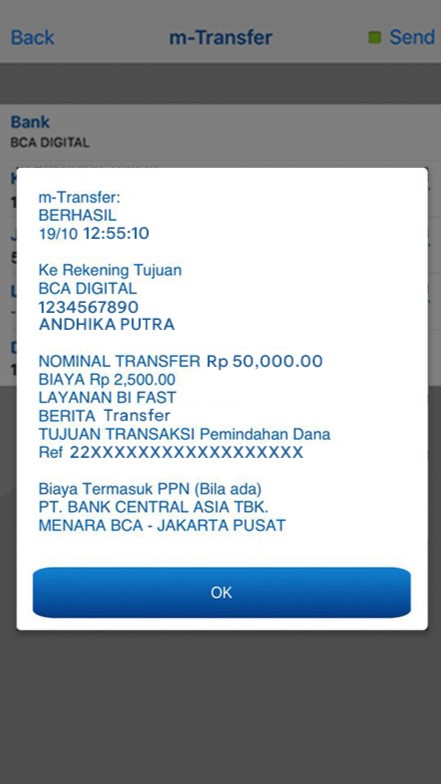 Back
m-Transfer
Send
Bank
BCA DIGITAL
m-Transfer:
BERHASIL
19/10 12:55:10
Ke Rekening Tujuan
BCA DIGITAL
1234567890
ANDHIKA PUTRA
NOMINAL TRANSFER Rp 50,000.00
BIAYA Rp 2,500.00
LAYANAN BI FAST
BERITA Transfer
TUJUAN TRANSAKSI Pemindahan Dana
Ref 22XXXXXXXXXXXXXXXXXX
Biaya Termasuk PPN (Bila ada)
PT. BANK CENTRAL ASIA TBK.
MENARA BCA - JAKARTA PUSAT
OK